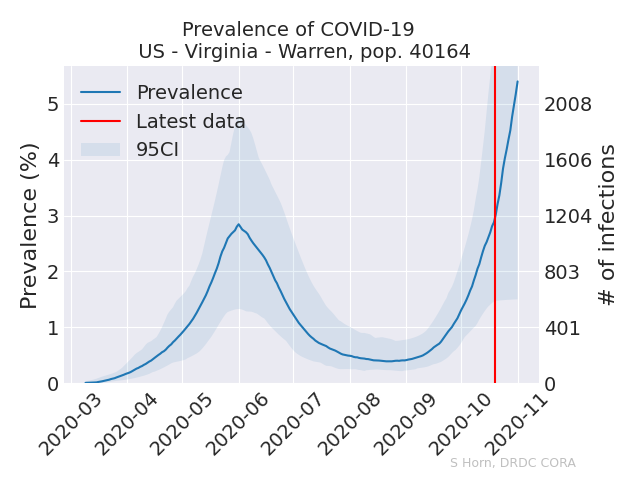 Prevalence of COVID-19
US - Virginia - Warren, pop. 40164
Prevalence
Latest data
95CI
Prevalence (%)
5
4
3
2
1
0
2008
1606
1204
803
401
0
# of infections
2020-03
2020-04
2020-05
2020-06
2020-07
2020-08
2020-09
2020-10
2020-11
S Horn, DRDC CORA